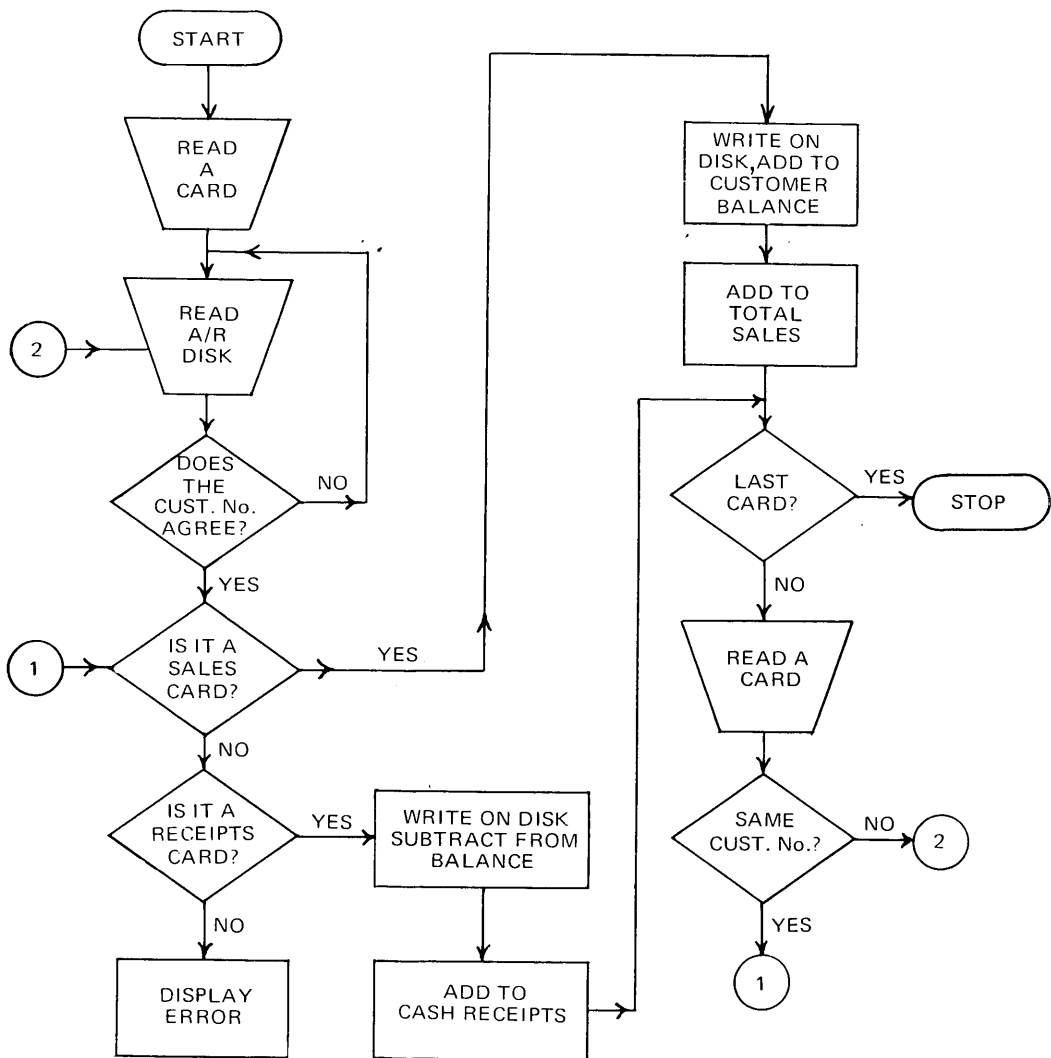 START
READ
A
CARD
READ
A/R
DISK
2
DOES
THE
CUST. No.
AGREE?
NO
YES
1
IS IT A
SALES
CARD?
YES
NO
IS IT A
RECEIPTS
CARD?
YES
NO
DISPLAY
ERROR
WRITE ON DISK
SUBTRACT FROM
BALANCE
ADD TO
CASH RECEIPTS
WRITE ON
DISK,ADD TO
CUSTOMER
BALANCE
ADD TO
TOTAL
SALES
LAST
CARD?
YES
STOP
NO
READ A
CARD
SAME
CUST. No.?
NO
2
YES
1